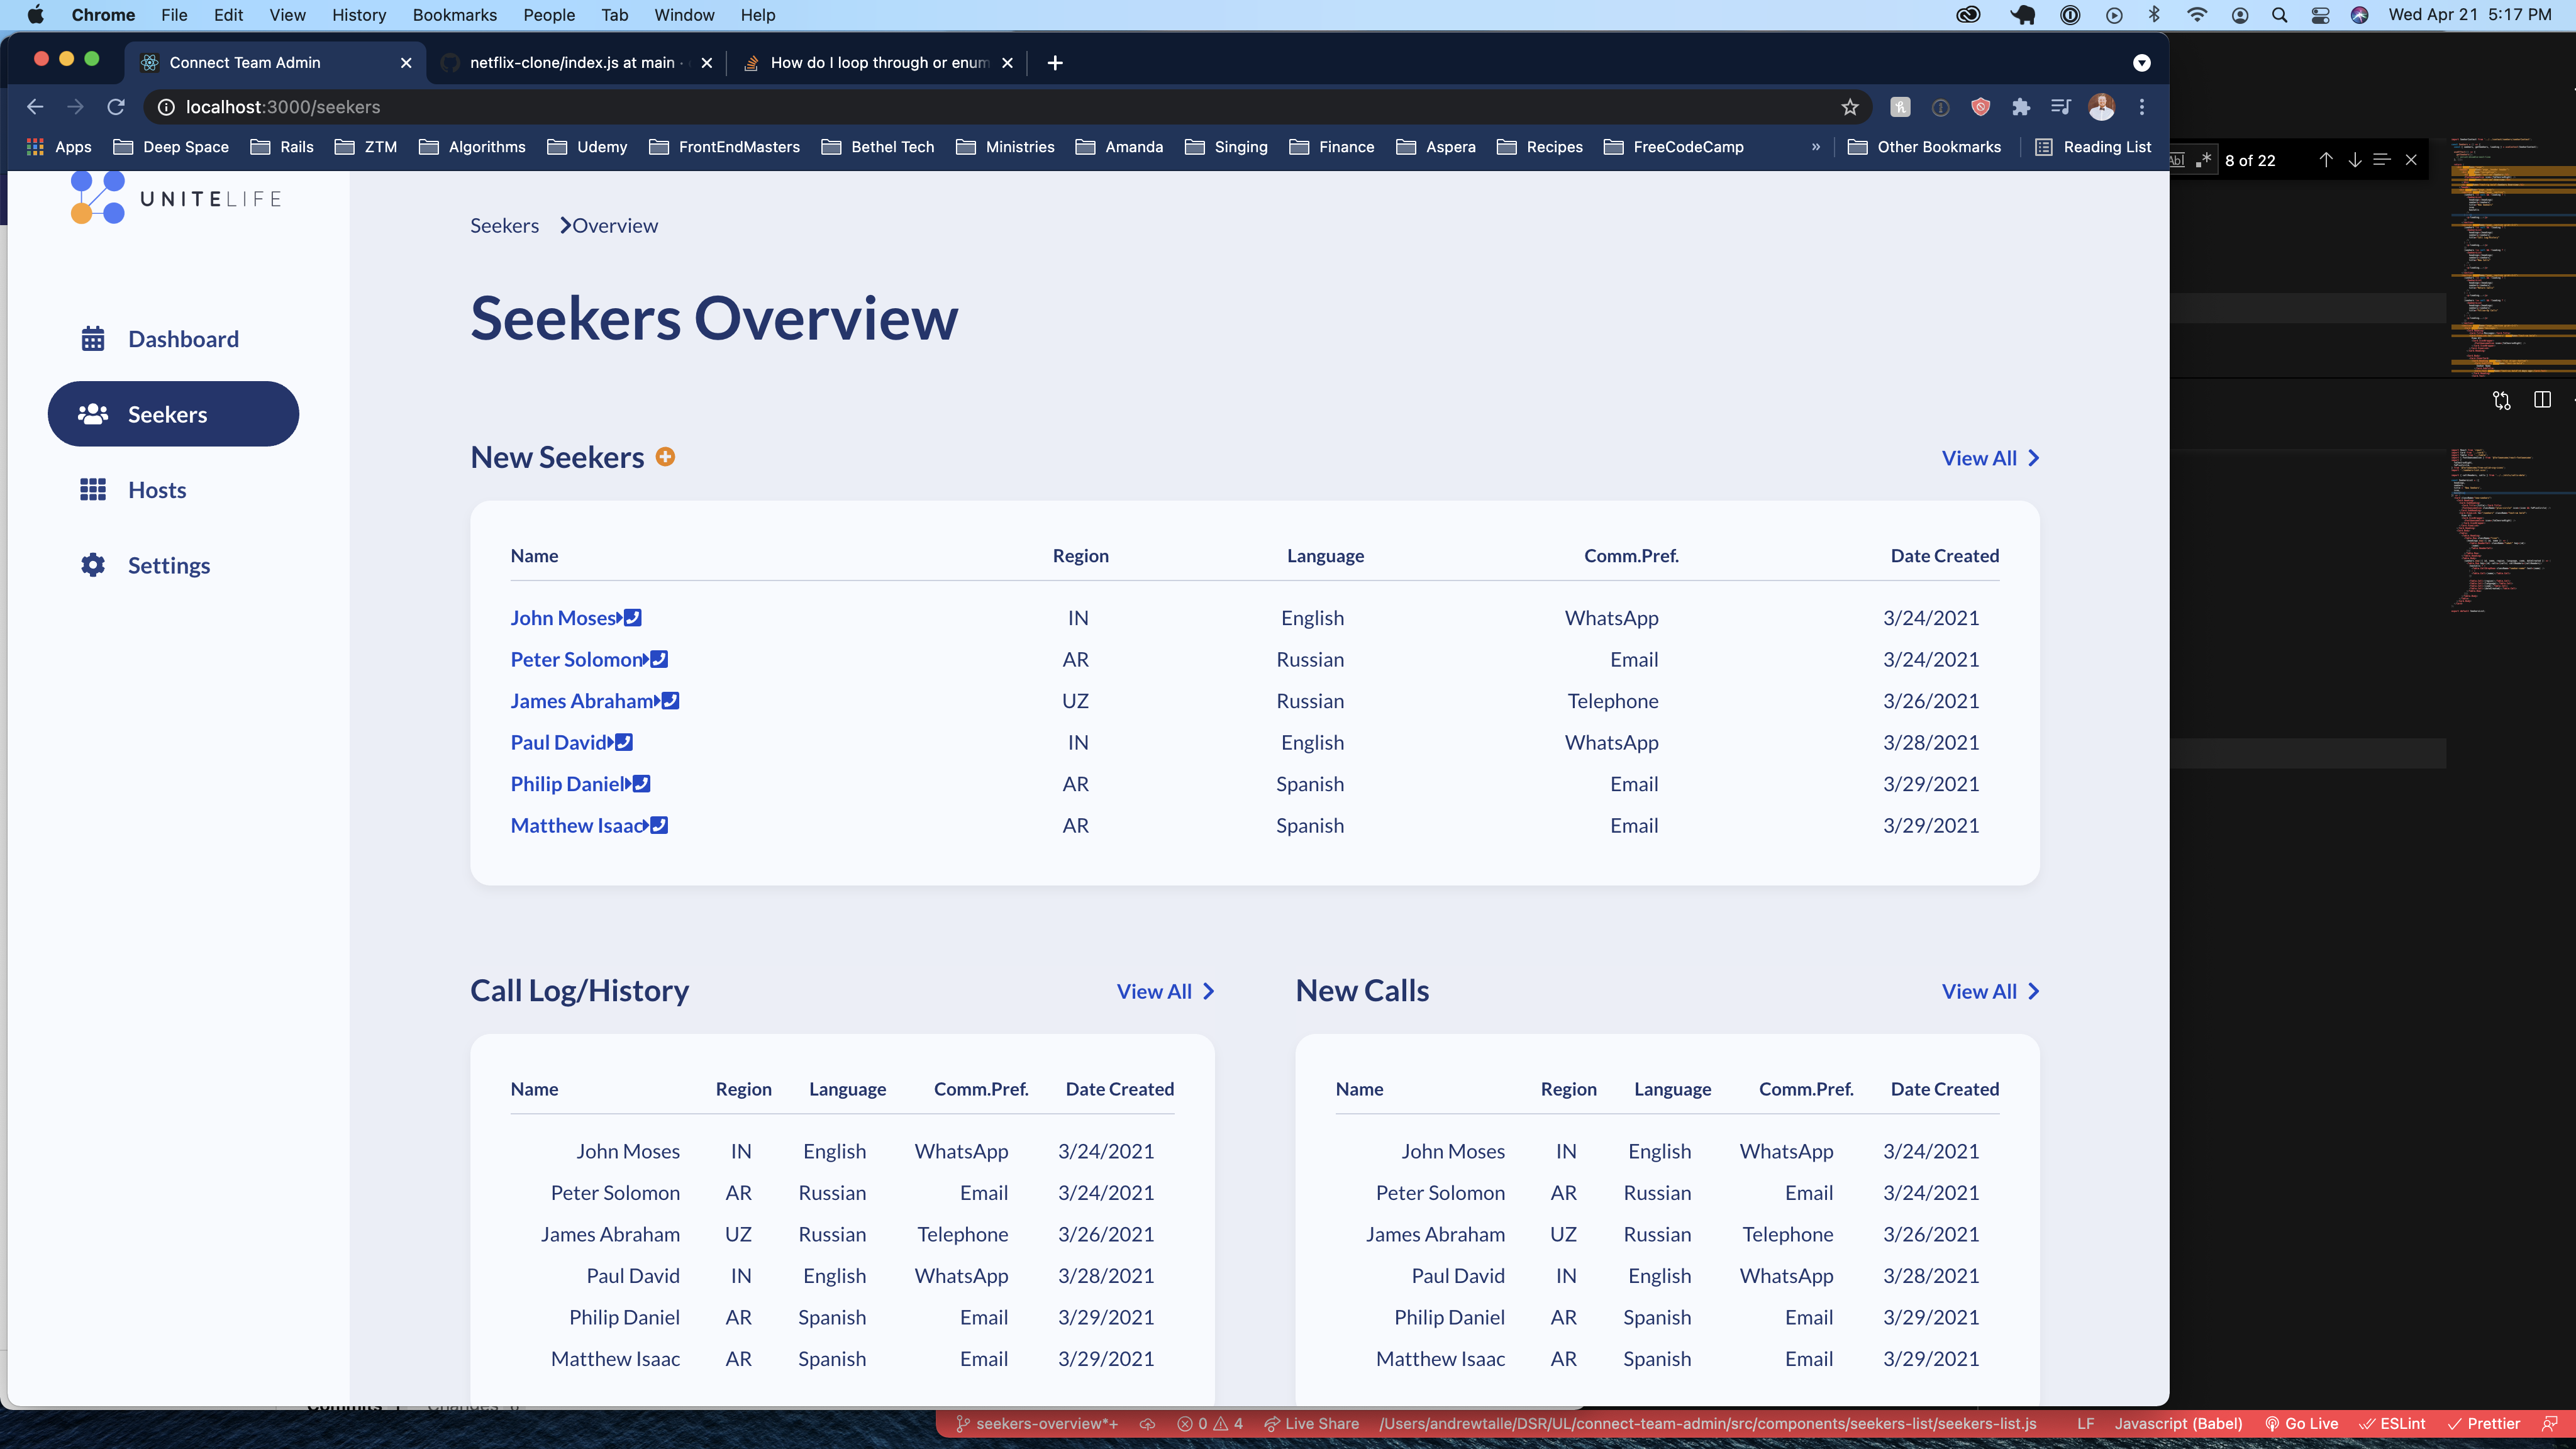 Chrome File Edit View History Bookmarks People Tab Window Help Wed Apr 21 5:17 PM
Connect Team Admin netflix-clone/index.js at main · How do I loop through or enum
localhost:3000/seekers
Apps Deep Space Rails ZTM Algorithms Udemy FrontEndMasters Bethel Tech Ministries Amanda Singing Finance Aspera Recipes FreeCodeCamp » Other Bookmarks Reading List
8 of 22
UNITELIFE
Dashboard
Seekers
Hosts
Settings
Seekers Overview
Seekers Overview
New Seekers View All
Name Region Language Comm.Pref. Date Created
John Moses IN English WhatsApp 3/24/2021
Peter Solomon AR Russian Email 3/24/2021
James Abraham UZ Russian Telephone 3/26/2021
Paul David IN English WhatsApp 3/28/2021
Philip Daniel AR Spanish Email 3/29/2021
Matthew Isaac AR Spanish Email 3/29/2021
Call Log/History View All
Name Region Language Comm.Pref. Date Created
John Moses IN English WhatsApp 3/24/2021
Peter Solomon AR Russian Email 3/24/2021
James Abraham UZ Russian Telephone 3/26/2021
Paul David IN English WhatsApp 3/28/2021
Philip Daniel AR Spanish Email 3/29/2021
Matthew Isaac AR Spanish Email 3/29/2021
New Calls View All
Name Region Language Comm.Pref. Date Created
John Moses IN English WhatsApp 3/24/2021
Peter Solomon AR Russian Email 3/24/2021
James Abraham UZ Russian Telephone 3/26/2021
Paul David IN English WhatsApp 3/28/2021
Philip Daniel AR Spanish Email 3/29/2021
Matthew Isaac AR Spanish Email 3/29/2021
seekers-overview*+ 0 4 Live Share /Users/andrewtalle/DSR/UL/connect-team-admin/src/components/seekers-list/seekers-list.js LF Javascript (Babel) Go Live ESLint Prettier